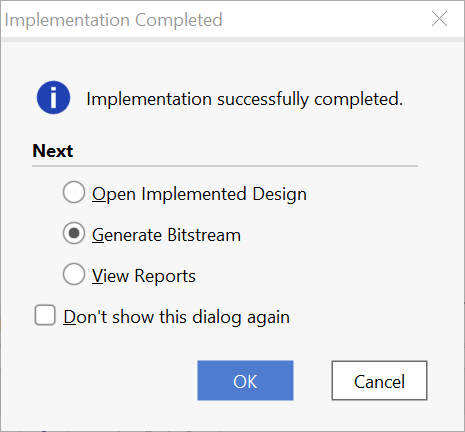 Implementation Completed
Implementation successfully completed.
Next
Open Implemented Design
Generate Bitstream
View Reports
Don't show this dialog again
OK
Cancel